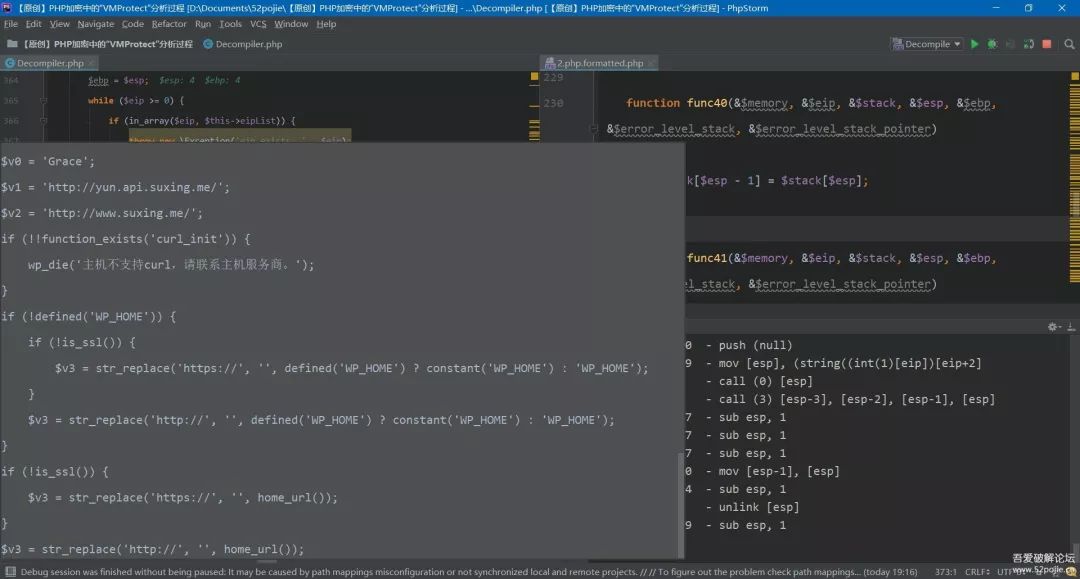 【原创】PHP加密中的“VMProtect”分析过程 [D:\Documents\52pojie\【原创】PHP加密中的“VMProtect”分析过程] - ...\Decompiler.php [【原创】PHP加密中的“VMProtect”分析过程] - PhpStorm
File Edit View Navigate Code Refactor Run Tools VCS Window Help
【原创】PHP加密中的“VMProtect”分析过程 Decompiler.php Decompile
Decompiler.php
364 $ebp = $esp; $esp: 4 $ebp: 4
365 while ($eip >= 0) {
366 if (in_array($eip, $this->eipList)) {
$v0 = 'Grace';
$v1 = 'http://yun.api.suxing.me/';
$v2 = 'http://www.suxing.me/';
if (!!function_exists('curl_init')) {
wp_die('主机不支持curl，请联系主机服务商。');
}
if (!defined('WP_HOME')) {
if (!is_ssl()) {
$v3 = str_replace('https://', '', defined('WP_HOME') ? constant('WP_HOME') : 'WP_HOME');
}
$v3 = str_replace('http://', '', defined('WP_HOME') ? constant('WP_HOME') : 'WP_HOME');
}
if (!is_ssl()) {
$v3 = str_replace('https://', '', home_url());
}
$v3 = str_replace('http://', '', home_url());
2.php.formatted.php
229
230 function func40(&$memory, &$eip, &$stack, &$esp, &$ebp,
&$error_level_stack, &$error_level_stack_pointer)
k[$esp - 1] = $stack[$esp];
func41(&$memory, &$eip, &$stack, &$esp, &$ebp,
el_stack, &$error_level_stack_pointer)
0 - push (null)
9 - mov [esp], (string((int(1)[eip])[eip+2]
- call (0) [esp]
- call (3) [esp-3], [esp-2], [esp-1], [esp]
7 - sub esp, 1
7 - sub esp, 1
7 - sub esp, 1
0 - mov [esp-1], [esp]
4 - sub esp, 1
- unlink [esp]
9 - sub esp, 1
Debug session was finished without being paused: It may be caused by path mappings misconfiguration or not synchronized local and remote projects. // // To figure out the problem check path mappings... (today 19:16) 373:1 CRLF
吾爱破解论坛
www.52pojie.cn